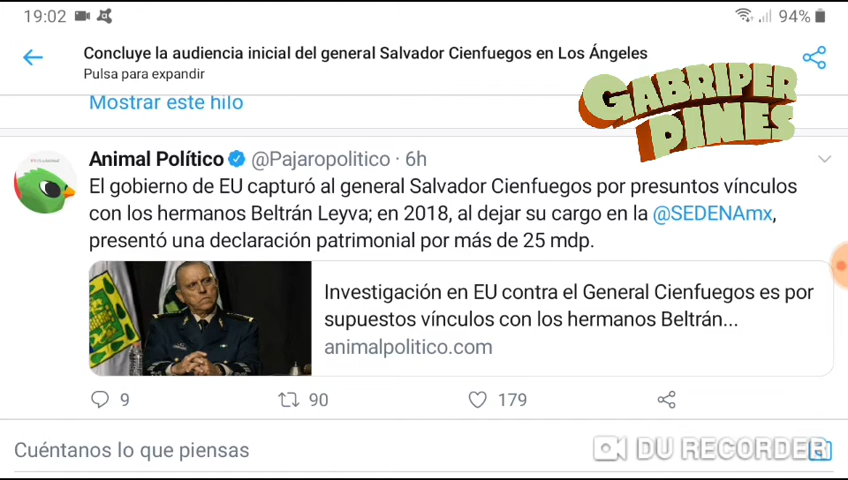 19:02
94%
Concluye la audiencia inicial del general Salvador Cienfuegos en Los Ángeles
Pulsa para expandir
GABRIPER
PINES
Mostrar este hilo
Animal Político @Pajaropolitico · 6h
El gobierno de EU capturó al general Salvador Cienfuegos por presuntos vínculos
con los hermanos Beltrán Leyva; en 2018, al dejar su cargo en la @SEDENAmx,
presentó una declaración patrimonial por más de 25 mdp.
Investigación en EU contra el General Cienfuegos es por
supuestos vínculos con los hermanos Beltrán...
animalpolitico.com
9
90
179
Cuéntanos lo que piensas
DU RECORDER